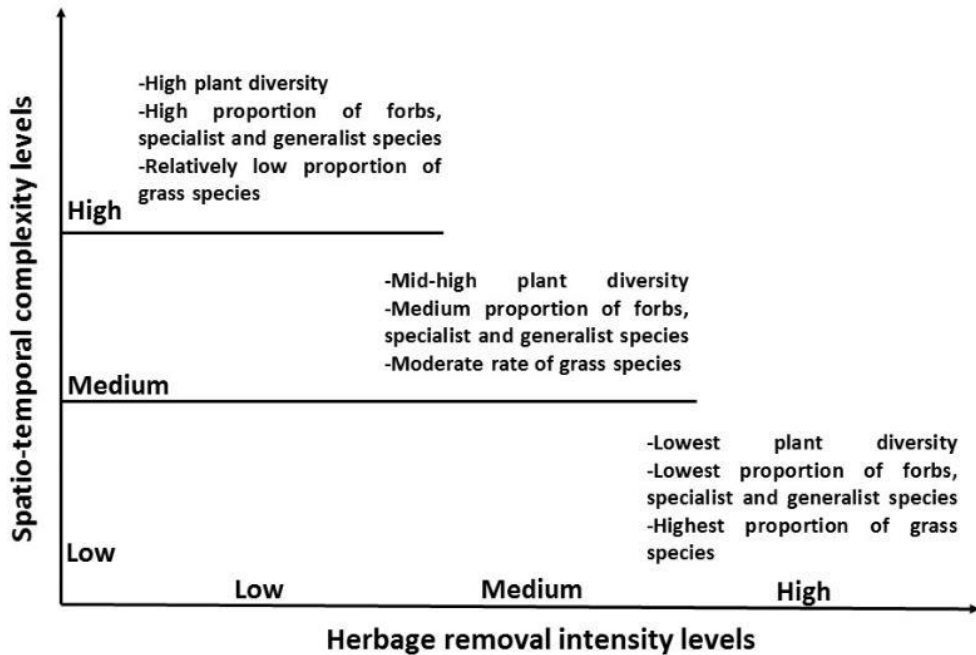 Spatio-temporal complexity levels
-High plant diversity
-High proportion of forbs,
specialist and generalist species
-Relatively low proportion of
grass species
High
-Mid-high plant diversity
-Medium proportion of forbs,
specialist and generalist species
-Moderate rate of grass species
Medium
-Lowest plant diversity
-Lowest proportion of forbs,
specialist and generalist species
-Highest proportion of grass
species
Low
Low Medium High
Herbage removal intensity levels